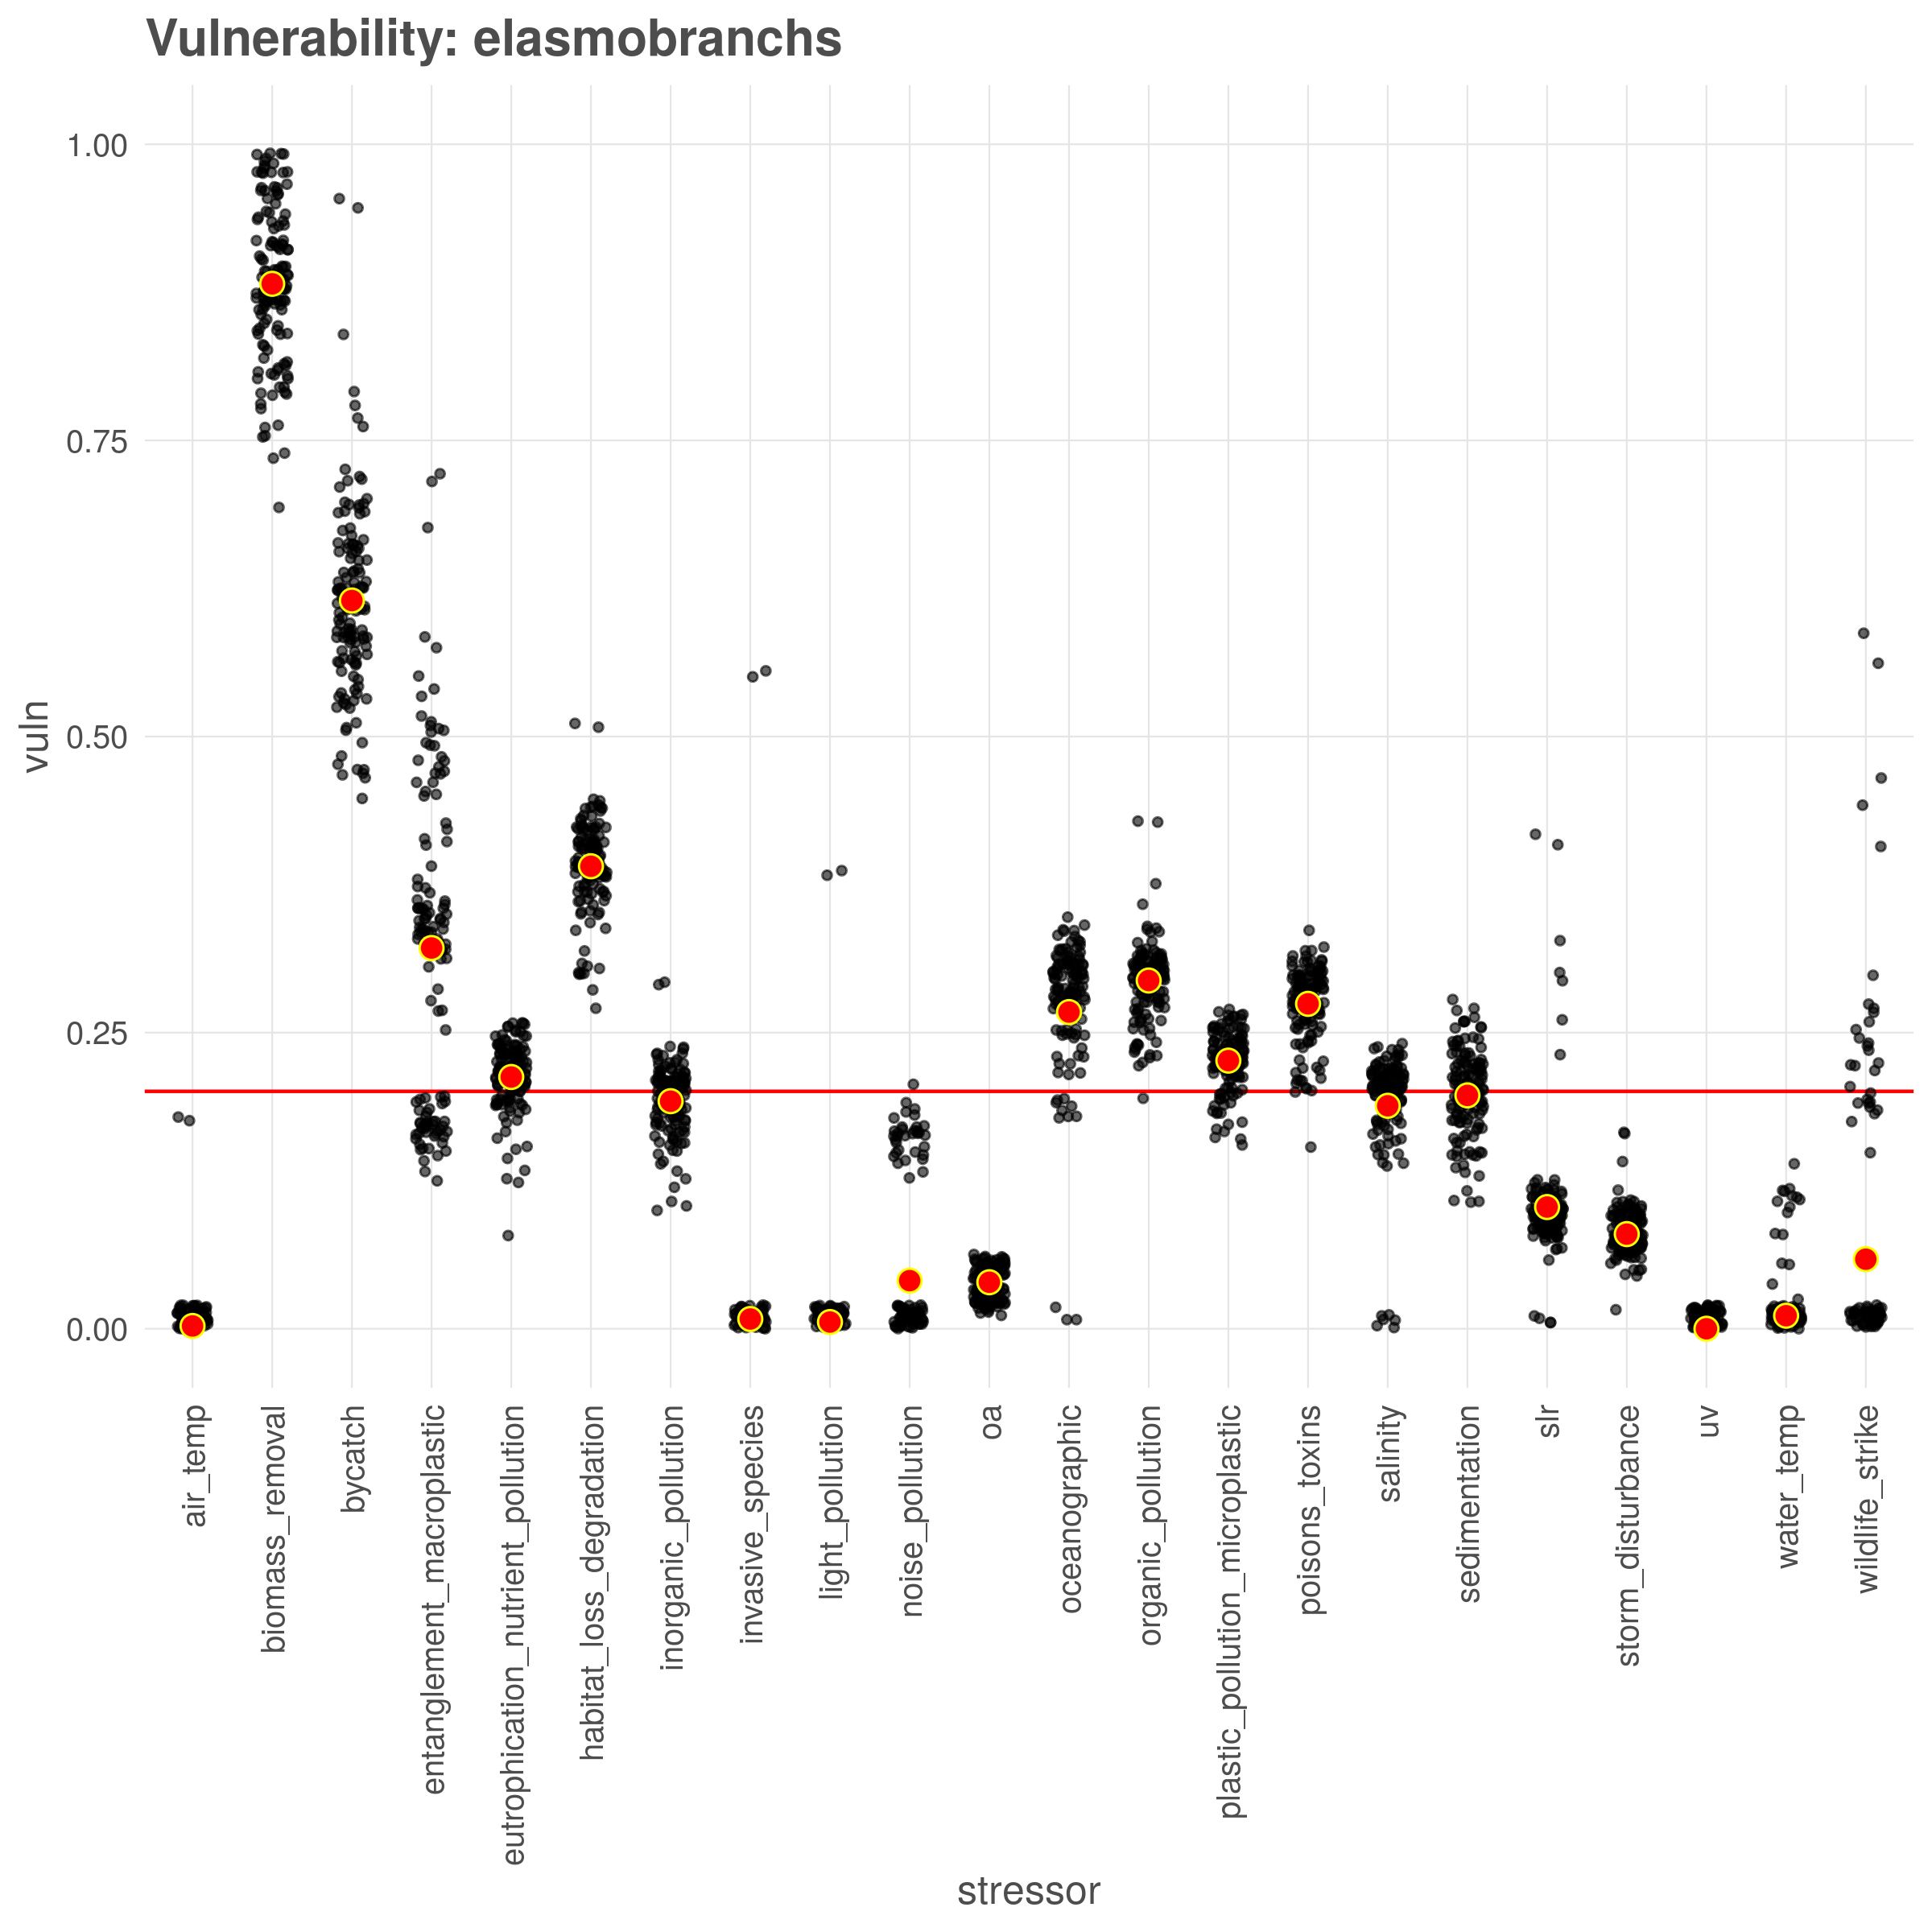 Vulnerability: elasmobranchs
vuln
1.00
0.75
0.50
0.25
0.00
air_temp
biomass_removal
bycatch
entanglement_macroplastic
eutrophication_nutrient_pollution
habitat_loss_degradation
inorganic_pollution
invasive_species
light_pollution
noise_pollution
oa
oceanographic
organic_pollution
plastic_pollution_microplastic
poisons_toxins
salinity
sedimentation
slr
storm_disturbance
uv
water_temp
wildlife_strike
stressor